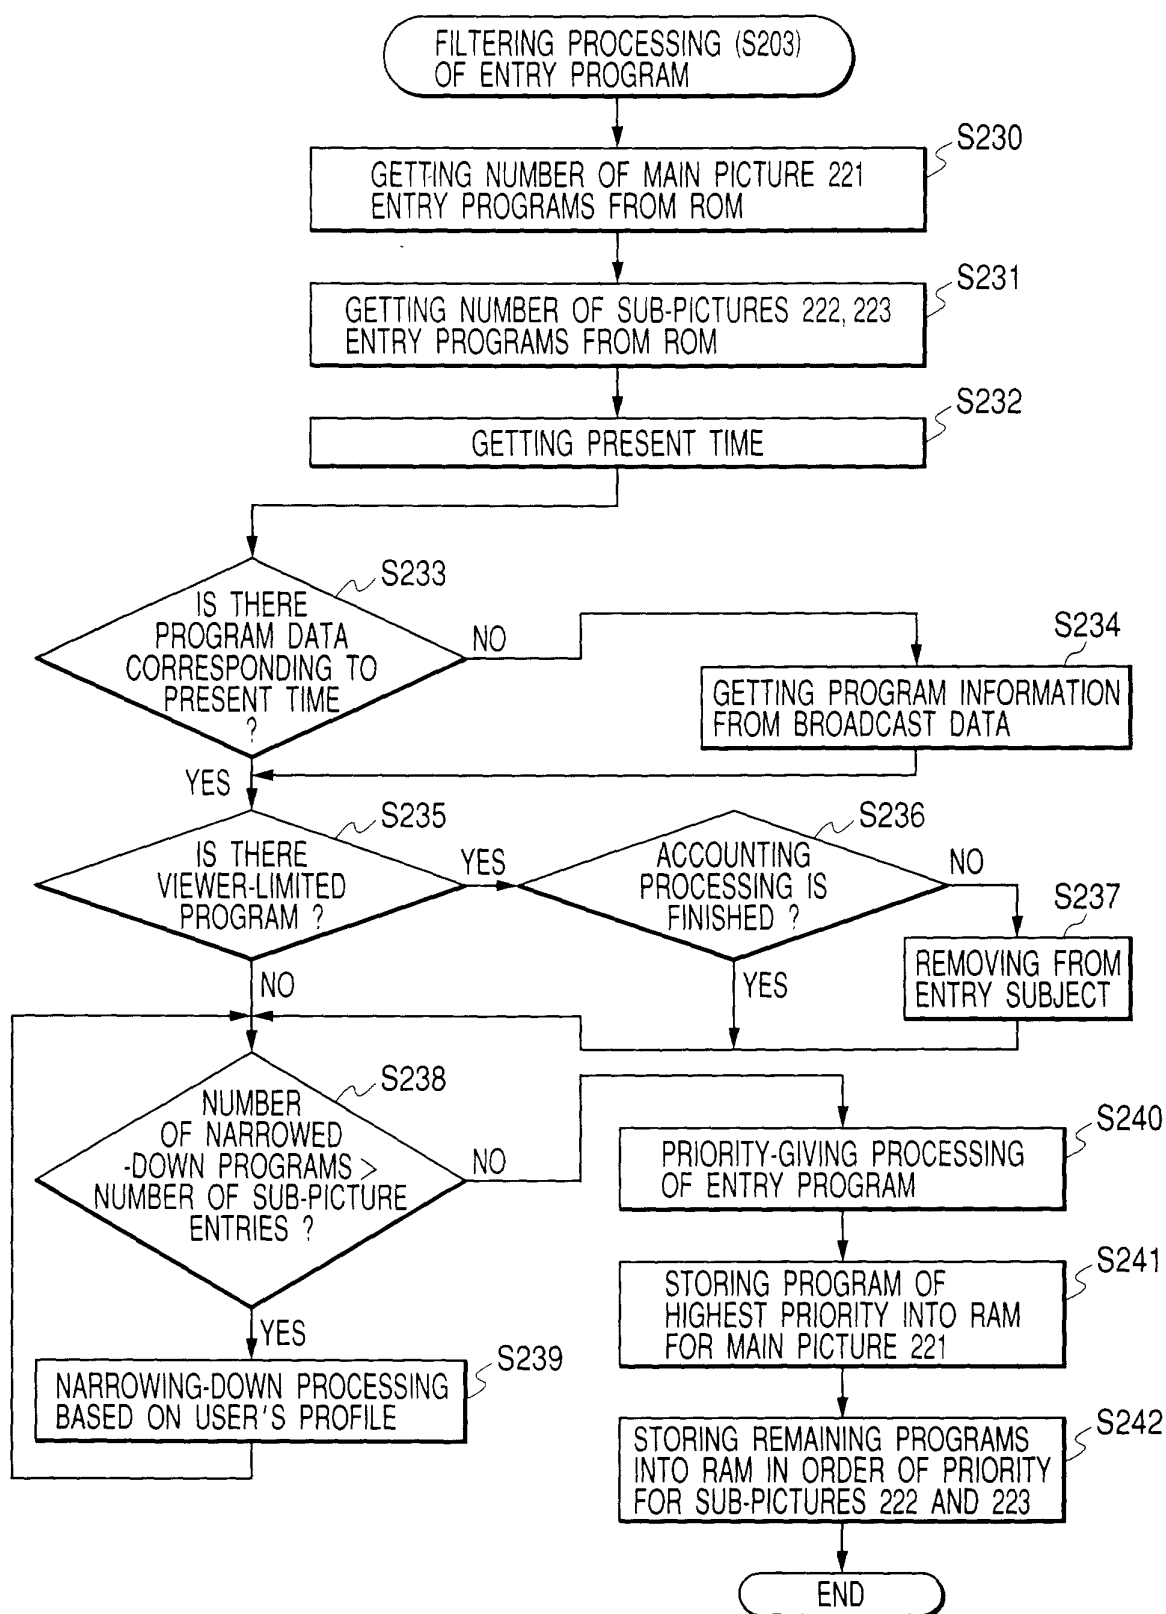 FILTERING PROCESSING (S203)
OF ENTRY PROGRAM
S230
GETTING NUMBER OF MAIN PICTURE 221
ENTRY PROGRAMS FROM ROM
S231
GETTING NUMBER OF SUB-PICTURES 222, 223
ENTRY PROGRAMS FROM ROM
S232
GETTING PRESENT TIME
S233
IS THERE
PROGRAM DATA
CORRESPONDING TO
PRESENT TIME
?
NO
YES
S234
GETTING PROGRAM INFORMATION
FROM BROADCAST DATA
S235
IS THERE
VIEWER-LIMITED
PROGRAM ?
YES
NO
S236
ACCOUNTING
PROCESSING IS
FINISHED ?
NO
YES
S237
REMOVING FROM
ENTRY SUBJECT
S238
NUMBER
OF NARROWED
-DOWN PROGRAMS >
NUMBER OF SUB-PICTURE
ENTRIES ?
NO
YES
S239
NARROWING-DOWN PROCESSING
BASED ON USER'S PROFILE
S240
PRIORITY-GIVING PROCESSING
OF ENTRY PROGRAM
S241
STORING PROGRAM OF
HIGHEST PRIORITY INTO RAM
FOR MAIN PICTURE 221
S242
STORING REMAINING PROGRAMS
INTO RAM IN ORDER OF PRIORITY
FOR SUB-PICTURES 222 AND 223
END